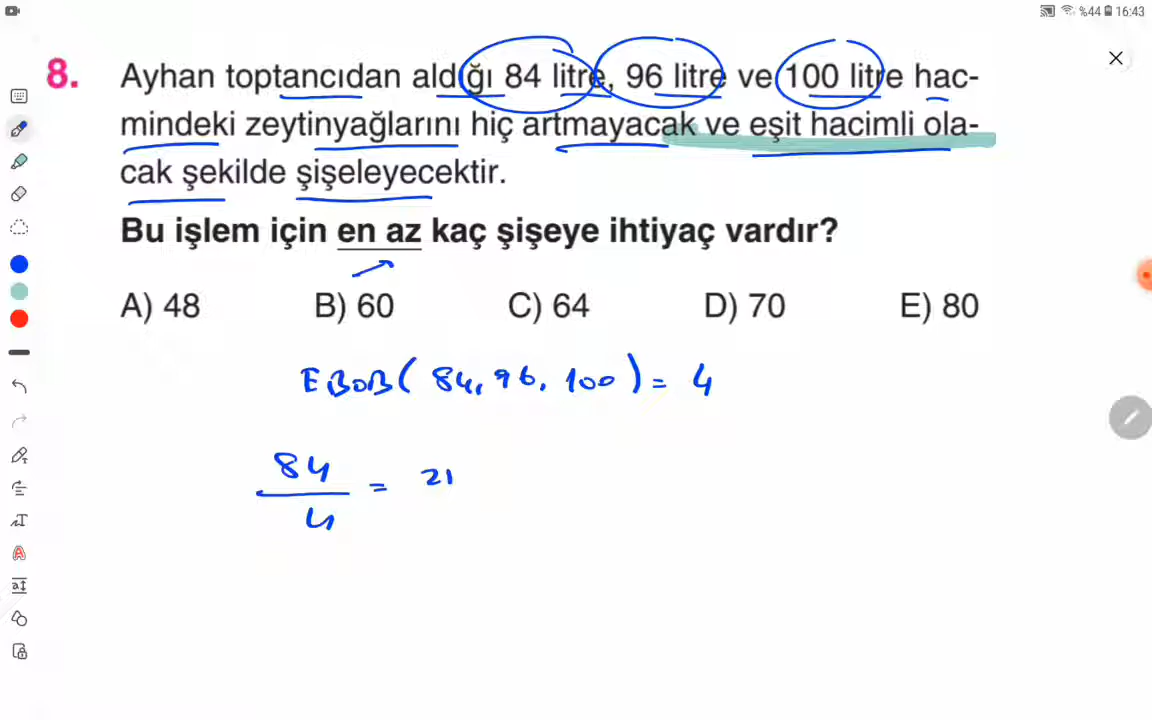 %44 16:43
8. Ayhan toptancıdan aldığı 84 litre, 96 litre ve 100 litre hac-
mindeki zeytinyağlarını hiç artmayacak ve eşit hacimli ola-
cak şekilde şişeleyecektir.
Bu işlem için en az kaç şişeye ihtiyaç vardır?
A) 48 B) 60 C) 64 D) 70 E) 80
EBOB( 84, 96, 100 ) = 4
84
4
= 21